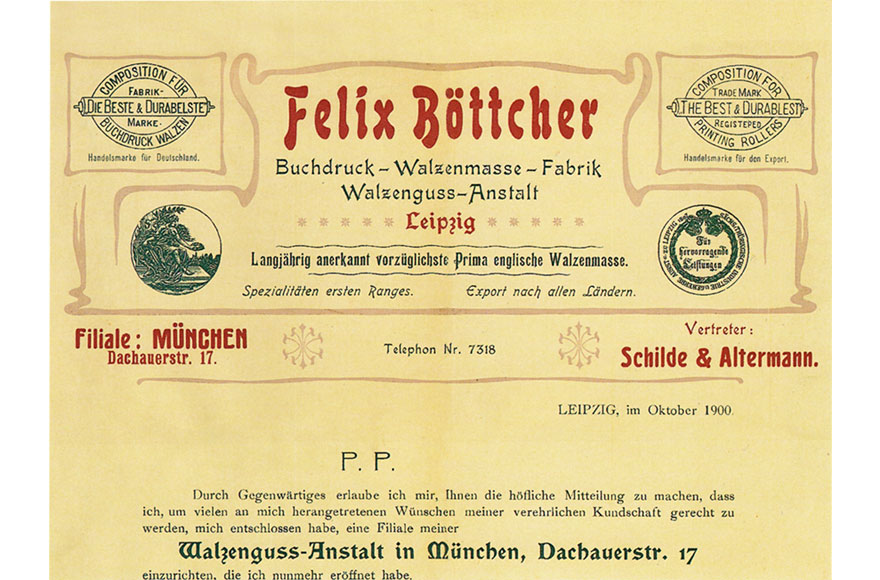 COMPOSITION FÜR
FABRIK-
DIE BESTE & DURABELSTE
MARKE.
BUCHDRUCK WALZEN
Handelsmarke für Deutschland.
Felix Böttcher
Buchdruck-Walzenmasse-Fabrik
Walzenguss-Anstalt
Leipzig
COMPOSITION FOR
TRADE MARK
THE BEST & DURABLEST
REGISTEPED
PRINTING ROLLERS
Handelsmarke für den Export.
Langjährig anerkannt vorzüglichste Prima englische Walzenmasse.
Spezialitäten ersten Ranges. Export nach allen Ländern.
Für
hervorragende
Leistungen
Filiale: MÜNCHEN
Dachauerstr. 17.
Telephon Nr. 7318
Vertreter:
Schilde & Altermann.
LEIPZIG, im Oktober 1900.
P. P.
Durch Gegenwärtiges erlaube ich mir, Ihnen die höfliche Mitteilung zu machen, dass
ich, um vielen an mich herangetretenen Wünschen meiner verehrlichen Kundschaft gerecht zu
werden, mich entschlossen habe, eine Filiale meiner
Walzenguss-Anstalt in München, Dachauerstr. 17
einzurichten, die ich nunmehr eröffnet habe.